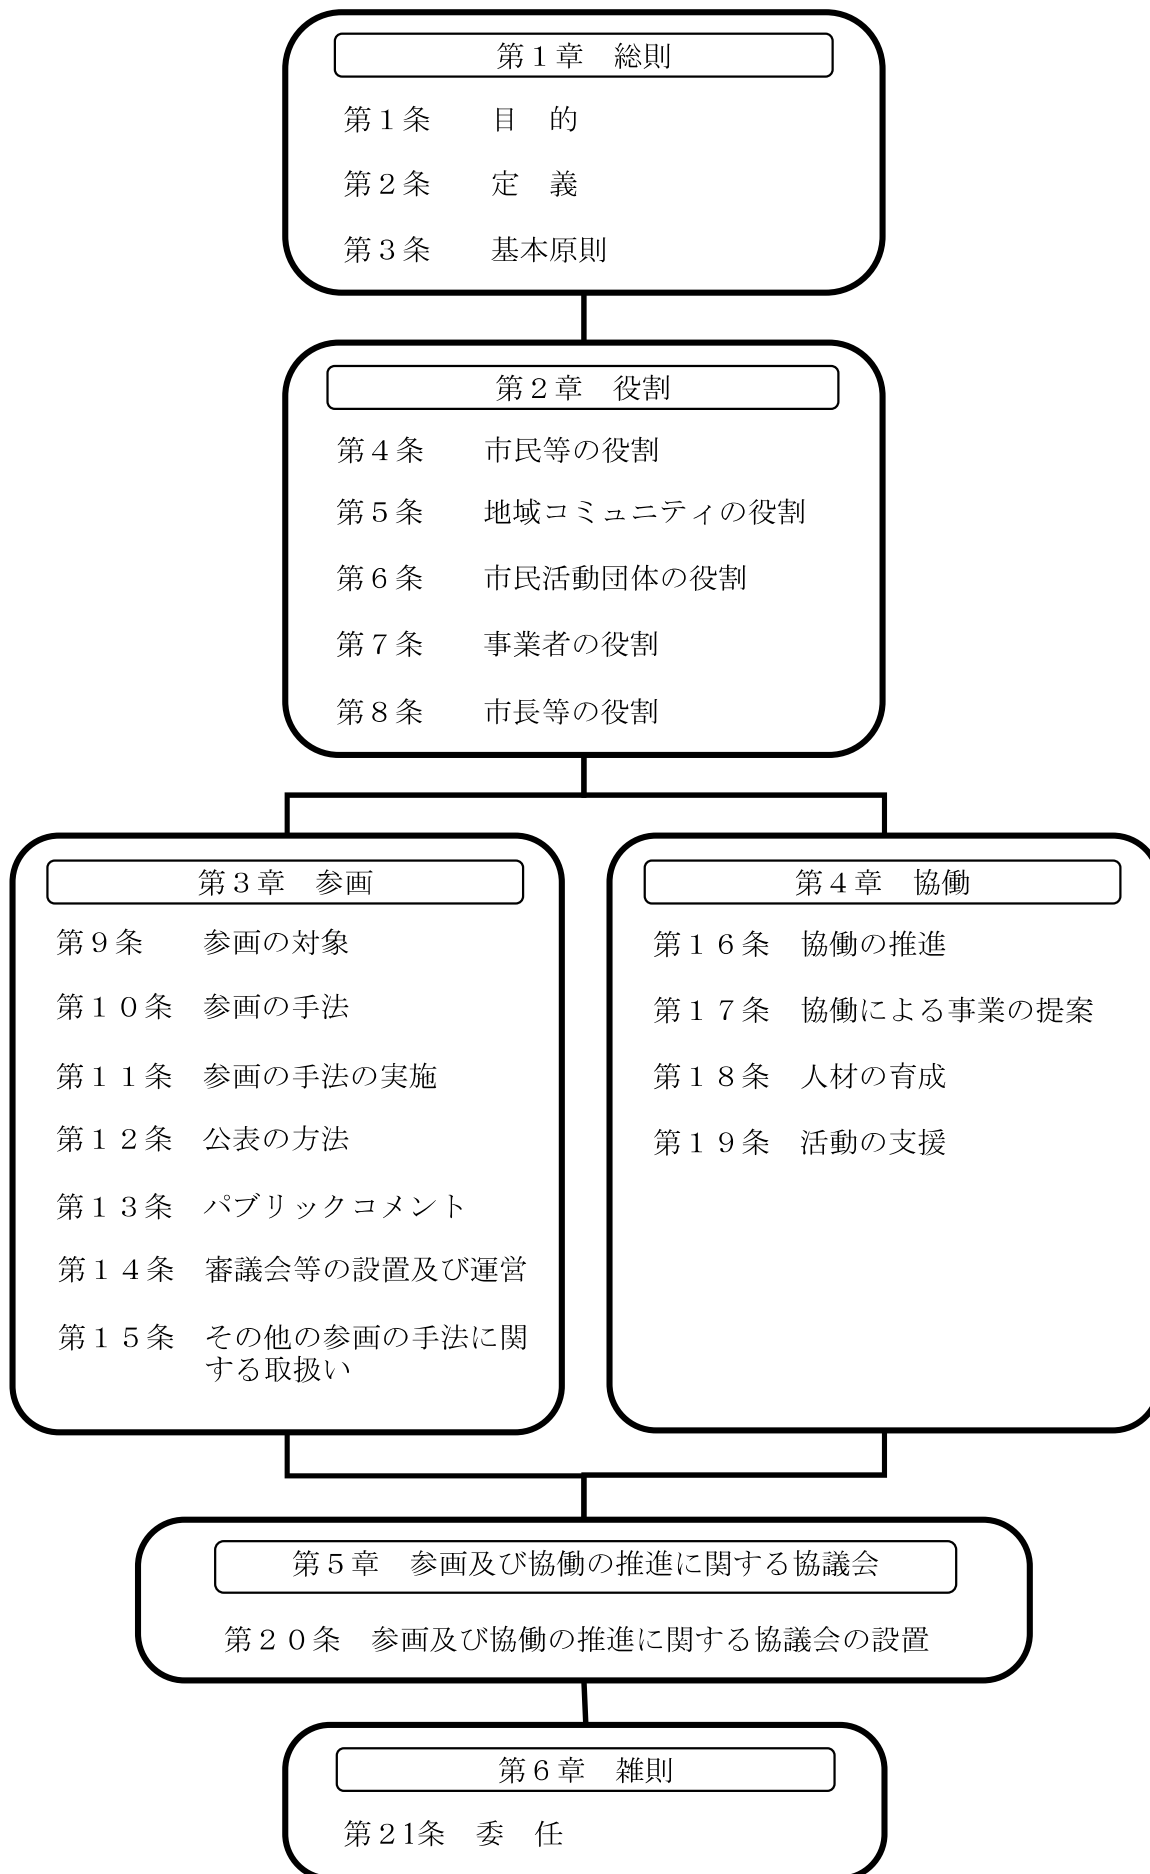 第１章　総則
第１条　　目　的
第２条　　定　義
第３条　　基本原則
第２章　役割
第４条　　市民等の役割
第５条　　地域コミュニティの役割
第６条　　市民活動団体の役割
第７条　　事業者の役割
第８条　　市長等の役割
第３章　参画
第９条　　参画の対象
第１０条　参画の手法
第１１条　参画の手法の実施
第１２条　公表の方法
第１３条　パブリックコメント
第１４条　審議会等の設置及び運営
第１５条　その他の参画の手法に関
する取扱い
第４章　協働
第１６条　協働の推進
第１７条　協働による事業の提案
第１８条　人材の育成
第１９条　活動の支援
第５章　参画及び協働の推進に関する協議会
第２０条　参画及び協働の推進に関する協議会の設置
第６章　雑則
第２1条　委　任